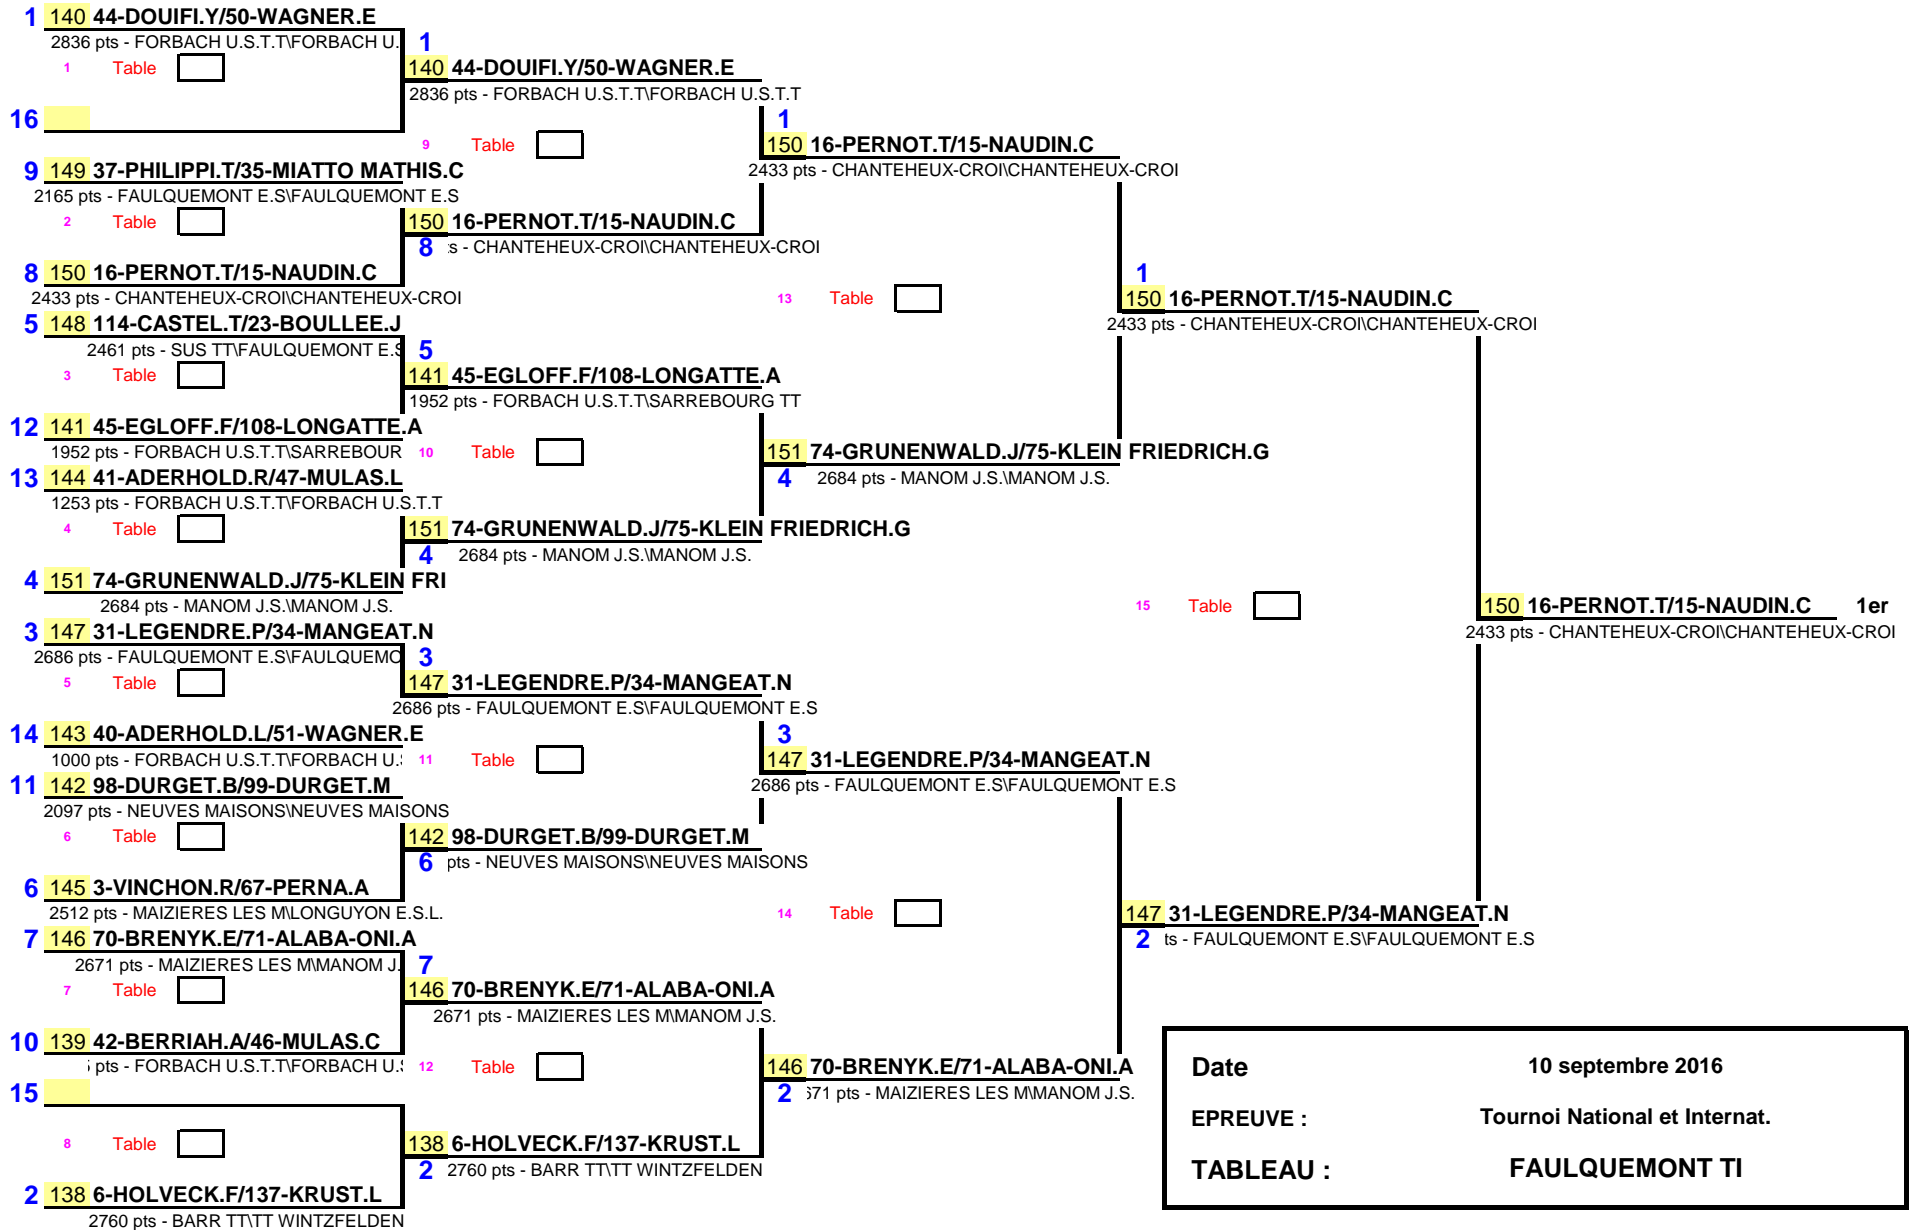 1 140 44-DOUIFI.Y/50-WAGNER.E
2836 pts - FORBACH U.S.T.T\FORBACH U.
1 Table
16
9 149 37-PHILIPPI.T/35-MIATTO MATHIS.C
2165 pts - FAULQUEMONT E.S\FAULQUEMONT E.S
2 Table
8 150 16-PERNOT.T/15-NAUDIN.C
2433 pts - CHANTEHEUX-CROI\CHANTEHEUX-CROI
5 148 114-CASTEL.T/23-BOULLEE.J
2461 pts - SUS TT\FAULQUEMONT E.S
3 Table
12 141 45-EGLOFF.F/108-LONGATTE.A
1952 pts - FORBACH U.S.T.T\SARREBOUR
13 144 41-ADERHOLD.R/47-MULAS.L
1253 pts - FORBACH U.S.T.T\FORBACH U.S.T.T
4 Table
4 151 74-GRUNENWALD.J/75-KLEIN FRI
2684 pts - MANOM J.S.\MANOM J.S.
3 147 31-LEGENDRE.P/34-MANGEAT.N
2686 pts - FAULQUEMONT E.S\FAULQUEMO
5 Table
14 143 40-ADERHOLD.L/51-WAGNER.E
1000 pts - FORBACH U.S.T.T\FORBACH U.
11 142 98-DURGET.B/99-DURGET.M
2097 pts - NEUVES MAISONS\NEUVES MAISONS
6 Table
6 145 3-VINCHON.R/67-PERNA.A
2512 pts - MAIZIERES LES M\LONGUYON E.S.L.
7 146 70-BRENYK.E/71-ALABA-ONI.A
2671 pts - MAIZIERES LES M\MANOM J.
7 Table
10 139 42-BERRIAH.A/46-MULAS.C
pts - FORBACH U.S.T.T\FORBACH U.
15
8 Table
2 138 6-HOLVECK.F/137-KRUST.L
2760 pts - BARR TT\TT WINTZFELDEN
1
140 44-DOUIFI.Y/50-WAGNER.E
2836 pts - FORBACH U.S.T.T\FORBACH U.S.T.T
9 Table
150 16-PERNOT.T/15-NAUDIN.C
8 s - CHANTEHEUX-CROI\CHANTEHEUX-CROI
5
141 45-EGLOFF.F/108-LONGATTE.A
1952 pts - FORBACH U.S.T.T\SARREBOURG TT
10 Table
151 74-GRUNENWALD.J/75-KLEIN FRIEDRICH.G
4 2684 pts - MANOM J.S.\MANOM J.S.
3
147 31-LEGENDRE.P/34-MANGEAT.N
2686 pts - FAULQUEMONT E.S\FAULQUEMONT E.S
11 Table
142 98-DURGET.B/99-DURGET.M
6 pts - NEUVES MAISONS\NEUVES MAISONS
7
146 70-BRENYK.E/71-ALABA-ONI.A
2671 pts - MAIZIERES LES M\MANOM J.S.
12 Table
138 6-HOLVECK.F/137-KRUST.L
2 2760 pts - BARR TT\TT WINTZFELDEN
1
150 16-PERNOT.T/15-NAUDIN.C
2433 pts - CHANTEHEUX-CROI\CHANTEHEUX-CROI
13 Table
151 74-GRUNENWALD.J/75-KLEIN FRIEDRICH.G
4 2684 pts - MANOM J.S.\MANOM J.S.
3
147 31-LEGENDRE.P/34-MANGEAT.N
2686 pts - FAULQUEMONT E.S\FAULQUEMONT E.S
14 Table
146 70-BRENYK.E/71-ALABA-ONI.A
2 671 pts - MAIZIERES LES M\MANOM J.S.
1
150 16-PERNOT.T/15-NAUDIN.C
2433 pts - CHANTEHEUX-CROI\CHANTEHEUX-CROI
15 Table
147 31-LEGENDRE.P/34-MANGEAT.N
2 ts - FAULQUEMONT E.S\FAULQUEMONT E.S
150 16-PERNOT.T/15-NAUDIN.C 1er
2433 pts - CHANTEHEUX-CROI\CHANTEHEUX-CROI
Date 10 septembre 2016
EPREUVE : Tournoi National et Internat.
TABLEAU : FAULQUEMONT TI